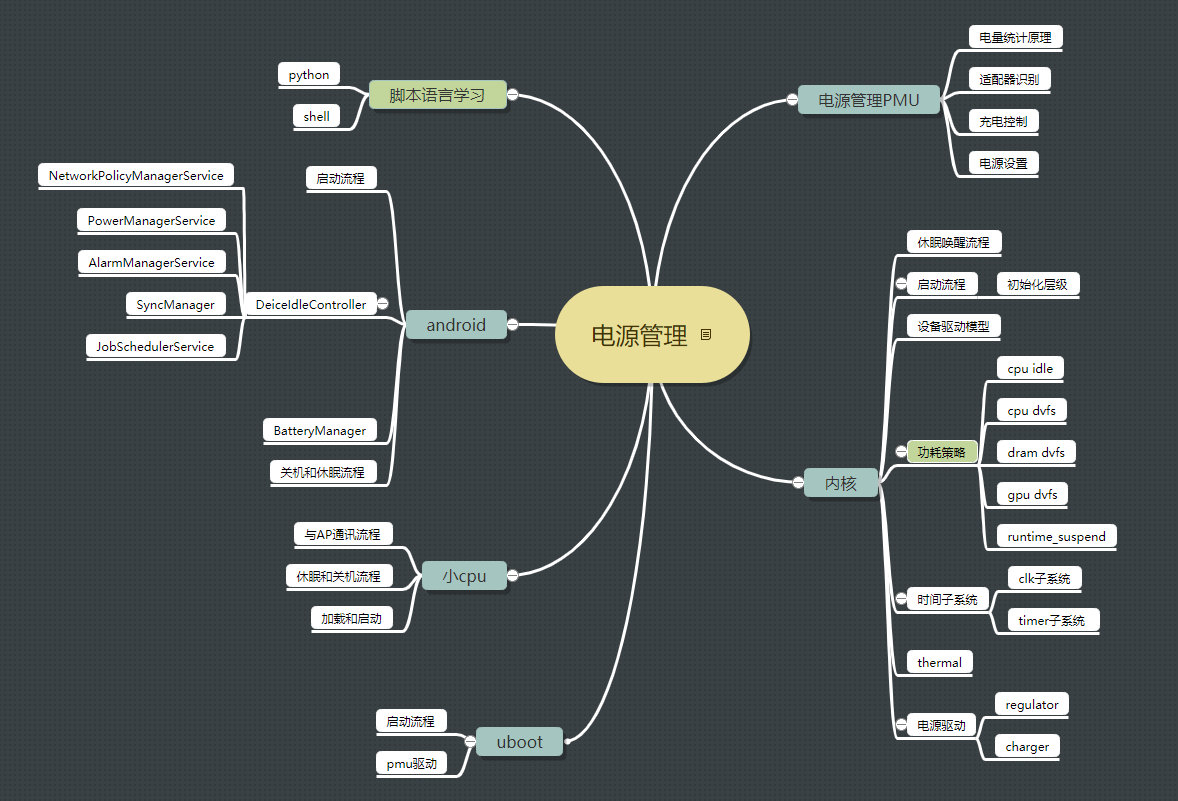 电源管理
电源管理PMU
电量统计原理
适配器识别
充电控制
电源设置
内核
休眠唤醒流程
启动流程
初始化层级
设备驱动模型
功耗策略
cpu idle
cpu dvfs
dram dvfs
gpu dvfs
runtime_suspend
时间子系统
clk子系统
timer子系统
thermal
电源驱动
regulator
charger
脚本语言学习
python
shell
android
启动流程
DeiceIdleController
NetworkPolicyManagerService
PowerManagerService
AlarmManagerService
SyncManager
JobSchedulerService
BatteryManager
关机和休眠流程
小cpu
与AP通讯流程
休眠和关机流程
加载和启动
uboot
启动流程
pmu驱动